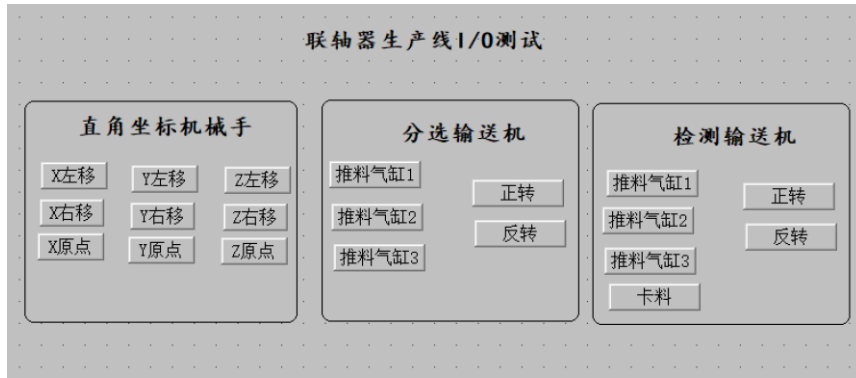 联轴器生产线I/O测试
直角坐标机械手
X左移 Y左移 Z左移
X右移 Y右移 Z右移
X原点 Y原点 Z原点
分选输送机
推料气缸1
正转
推料气缸2
反转
推料气缸3
检测输送机
推料气缸1
正转
推料气缸2
反转
推料气缸3
卡料